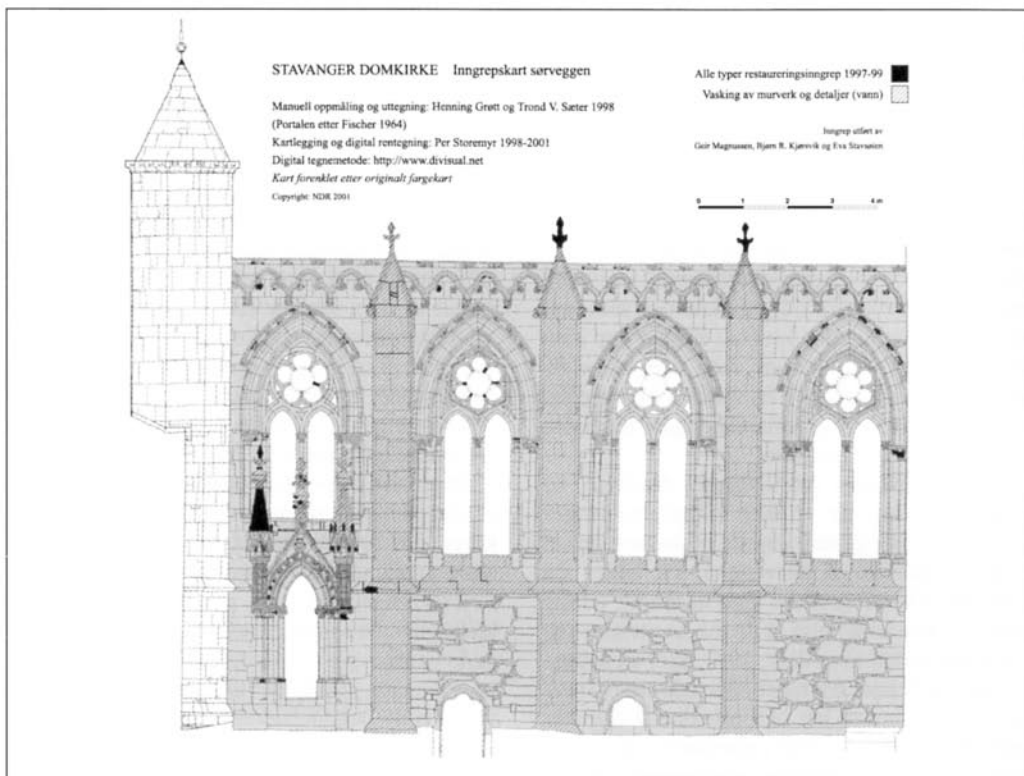 STAVANGER DOMKIRKE Inngrepskart sørveggen
Manuell oppmåling og uttegning: Henning Grøtt og Trond V. Sæter 1998
(Portalen etter Fischer 1964)
Kartlegging og digital rentegning: Per Storemyr 1998-2001
Digital tegnemetode: http://www.divisual.net
Kart forenklet etter originalt fargekart
Copyright: NDR 2001
Alle typer restaureringsinngrep 1997-99
Vasking av murverk og detaljer (vann)
Inngrep utført av
Geir Magnussen, Bjørn R. Kjørsvik og Eva Stavsøien
0 1 2 3 4 m